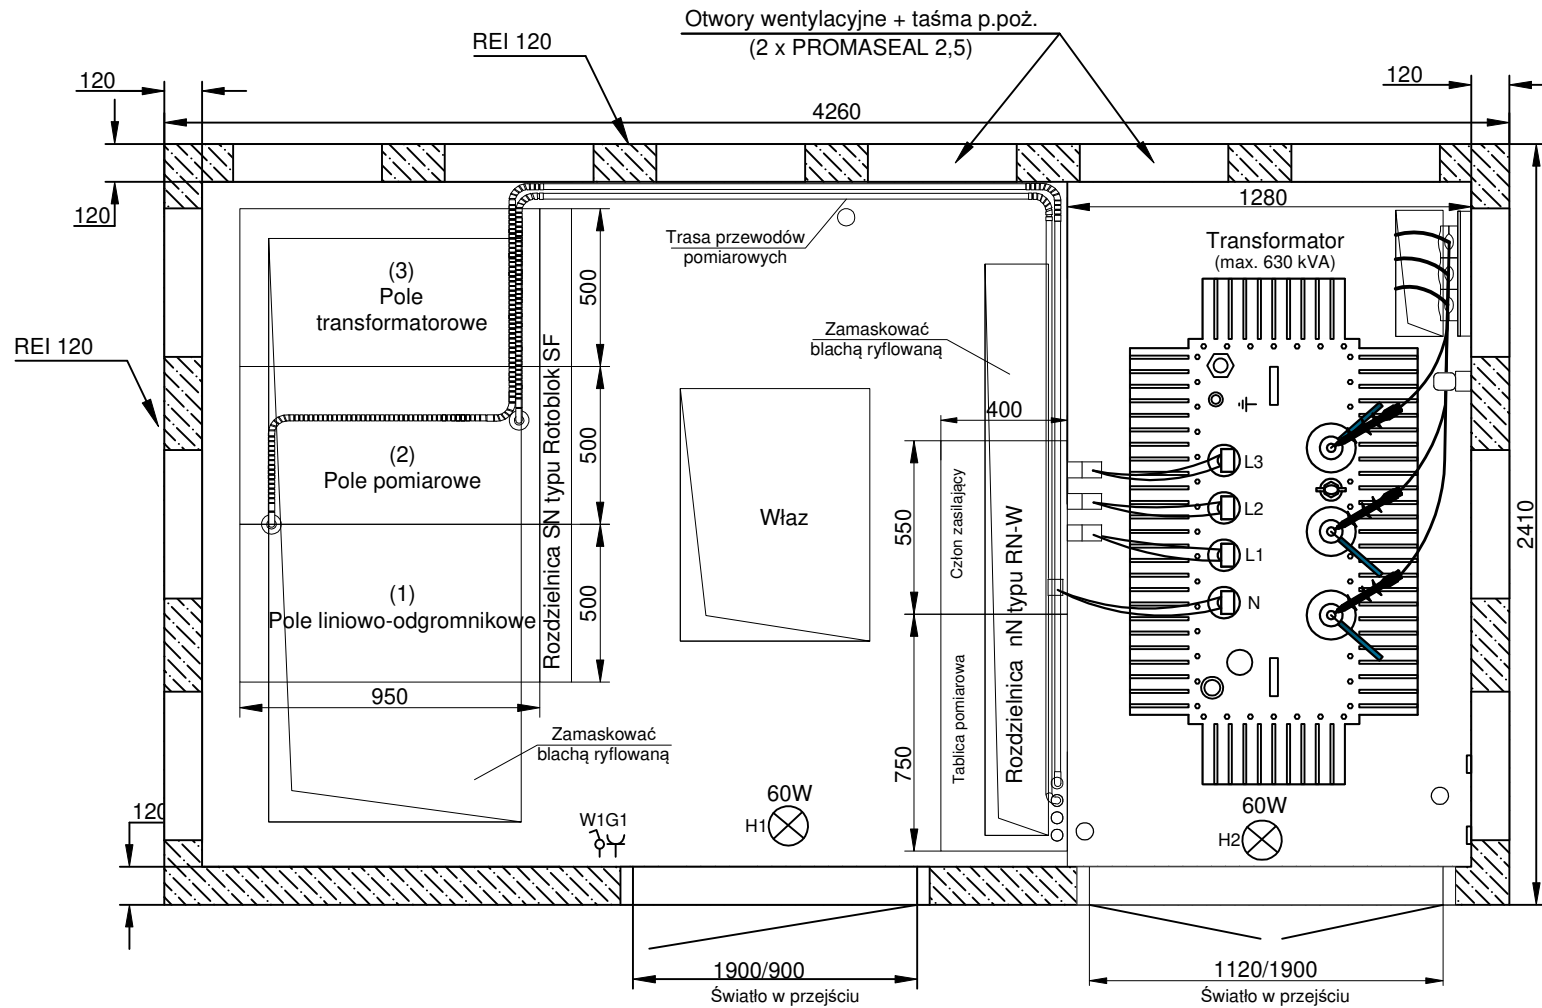 Otwory wentylacyjne + taśma p.poż.
(2 x PROMASEAL 2,5)
REI 120
120
120
4260
120
1280
Trasa przewodów
pomiarowych
Transformator
(max. 630 kVA)
(3)
Pole
transformatorowe
500
Zamaskować
blachą ryflowaną
REI 120
Rozdzielnica SN typu Rotoblok SF
400
(2)
Pole pomiarowe
500
Właz
550
Człon zasilający
L3
L2
L1
N
2410
(1)
Pole liniowo-odgromnikowe
500
Rozdzielnica nN typu RN-W
950
Zamaskować
blachą ryflowaną
750
Tablica pomiarowa
120
W1G1
60W
H1
60W
H2
1900/900
Światło w przejściu
1120/1900
Światło w przejściu